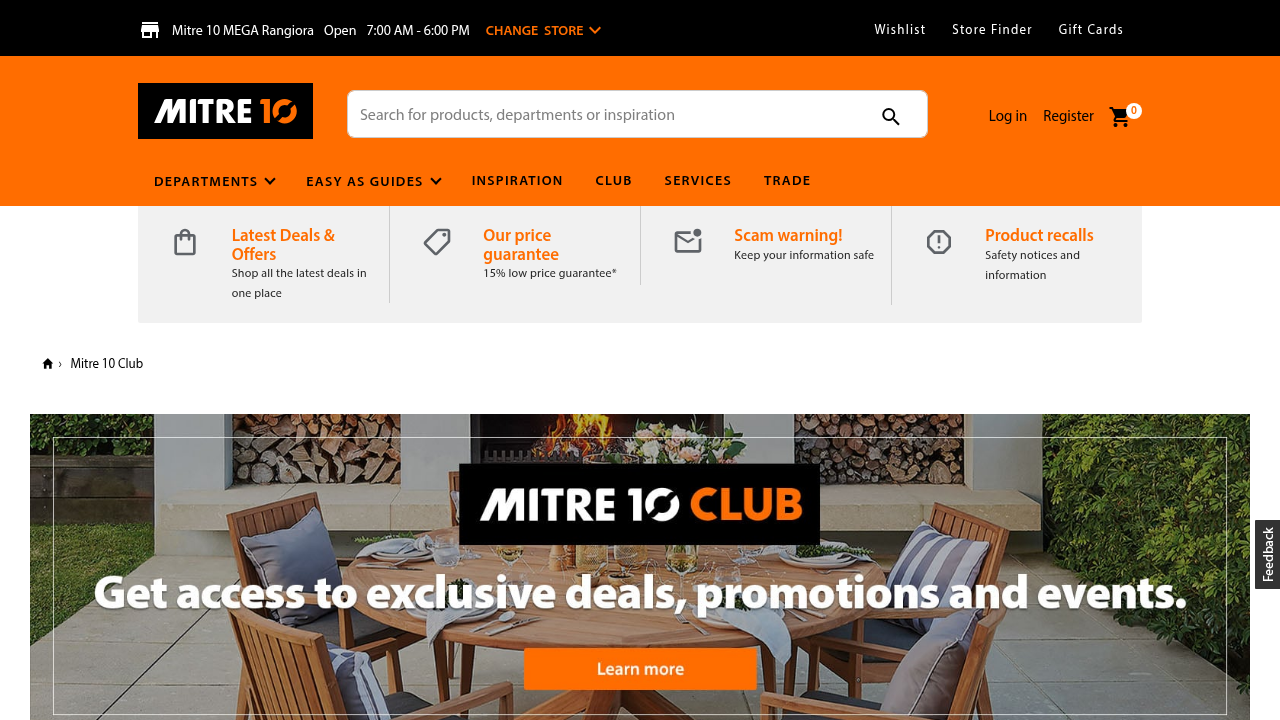 Mitre 10 MEGA Rangiora Open 7:00 AM - 6:00 PM CHANGE STORE
Wishlist Store Finder Gift Cards
MITRE 10
Search for products, departments or inspiration
Log in Register 0
DEPARTMENTS EASY AS GUIDES INSPIRATION CLUB SERVICES TRADE
Latest Deals &
Offers
Shop all the latest deals in
one place
Our price
guarantee
15% low price guarantee*
Scam warning!
Keep your information safe
Product recalls
Safety notices and
information
› Mitre 10 Club
MITRE 10 CLUB
Get access to exclusive deals, promotions and events.
Learn more
Feedback